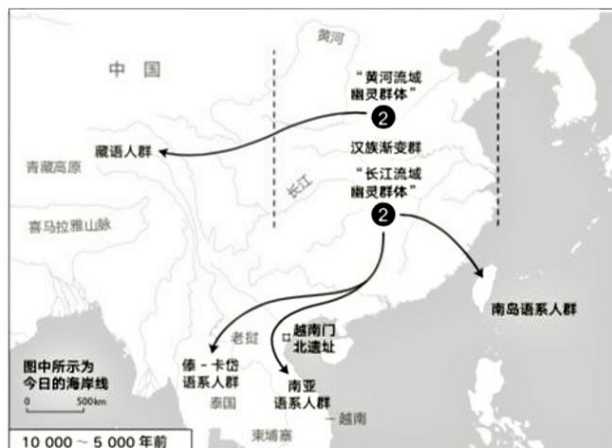 黄河
中 国
“黄河流域
幽灵群体”
2
藏语人群
汉族渐变群
青藏高原
“长江流域
幽灵群体”
长江
2
喜马拉雅山脉
南岛语系人群
老挝
越南门
北遗址
图中所示为
今日的海岸线
0 500km
傣-卡岱
语系人群
南亚
语系人群
泰国
越南
柬埔寨
10 000～5 000 年前